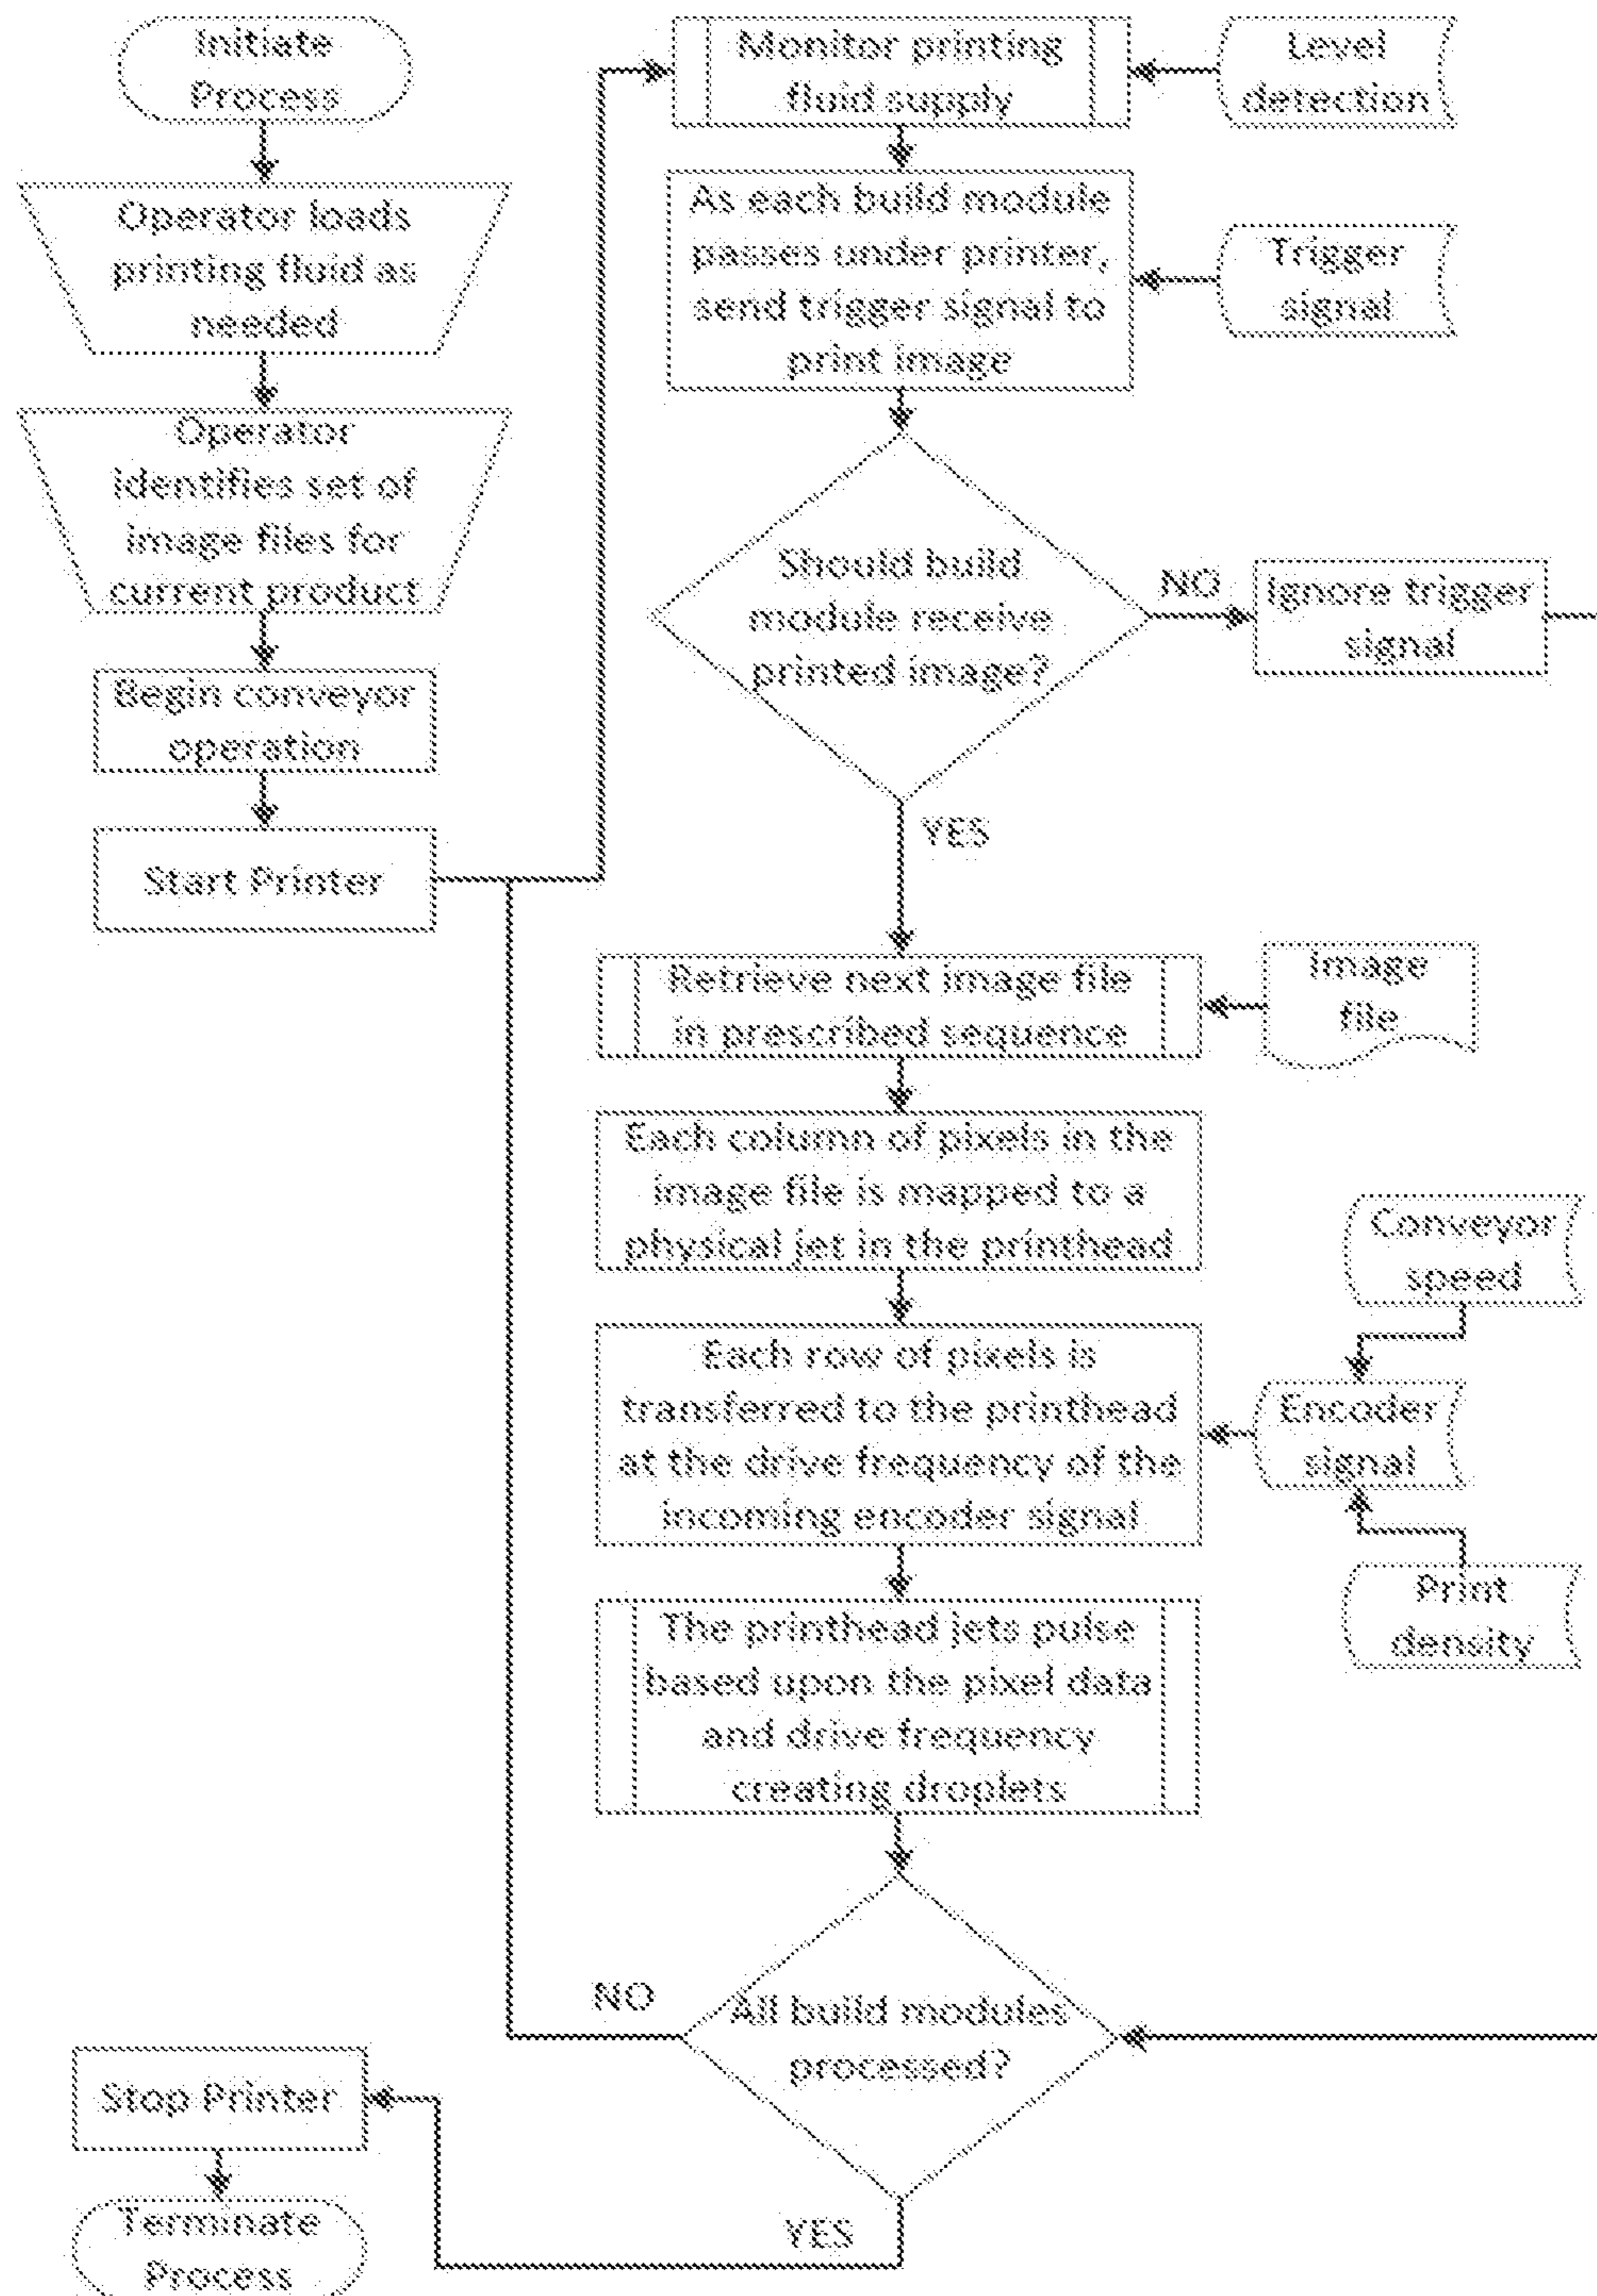 Initiate
Process
Operator loads
printing fluid as
needed
Operator
identifies set of
image files for
current product
Begin conveyor
operation
Start Printer
Monitor printing
fluid supply
Level
detection
As each build module
passes under printer,
send trigger signal to
print image
Trigger
signal
Should build
module receive
printed image?
NO
Ignore trigger
signal
YES
Retrieve next image file
in prescribed sequence
Image
file
Each column of pixels in the
image file is mapped to a
physical jet in the printhead
Conveyor
speed
Each row of pixels is
transferred to the printhead
at the drive frequency of the
incoming encoder signal
Encoder
signal
Print
density
The printhead jets pulse
based upon the pixel data
and drive frequency
creating droplets
All build modules
processed?
NO
YES
Stop Printer
Terminate
Process